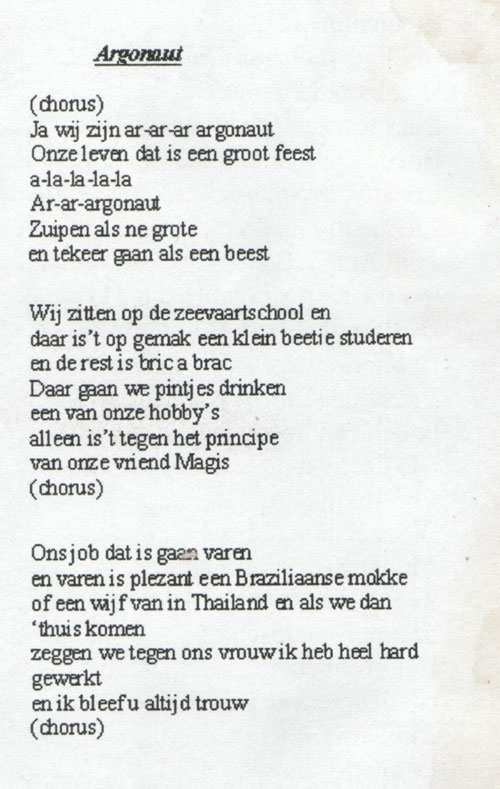 Argonaut
(chorus)
Ja wij zijn ar-ar-ar argonaut
Onze leven dat is een groot feest
a-la-la-la-la
Ar-ar-argonaut
Zuipen als ne grote
en tekeer gaan als een beest
Wij zitten op de zeevaartschool en
daar is't op gemak een klein beetie studeren
en de rest is bric a brac
Daar gaan we pintjes drinken
een van onze hobby's
alleen is't tegen het principe
van onze vriend Magis
(chorus)
Ons job dat is gaan varen
en varen is plezant een Braziliaanse mokke
of een wijf van in Thailand en als we dan
‘thuis komen
zeggen we tegen ons vrouw ik heb heel hard
gewerkt
en ik bleef u altijd trouw
(chorus)